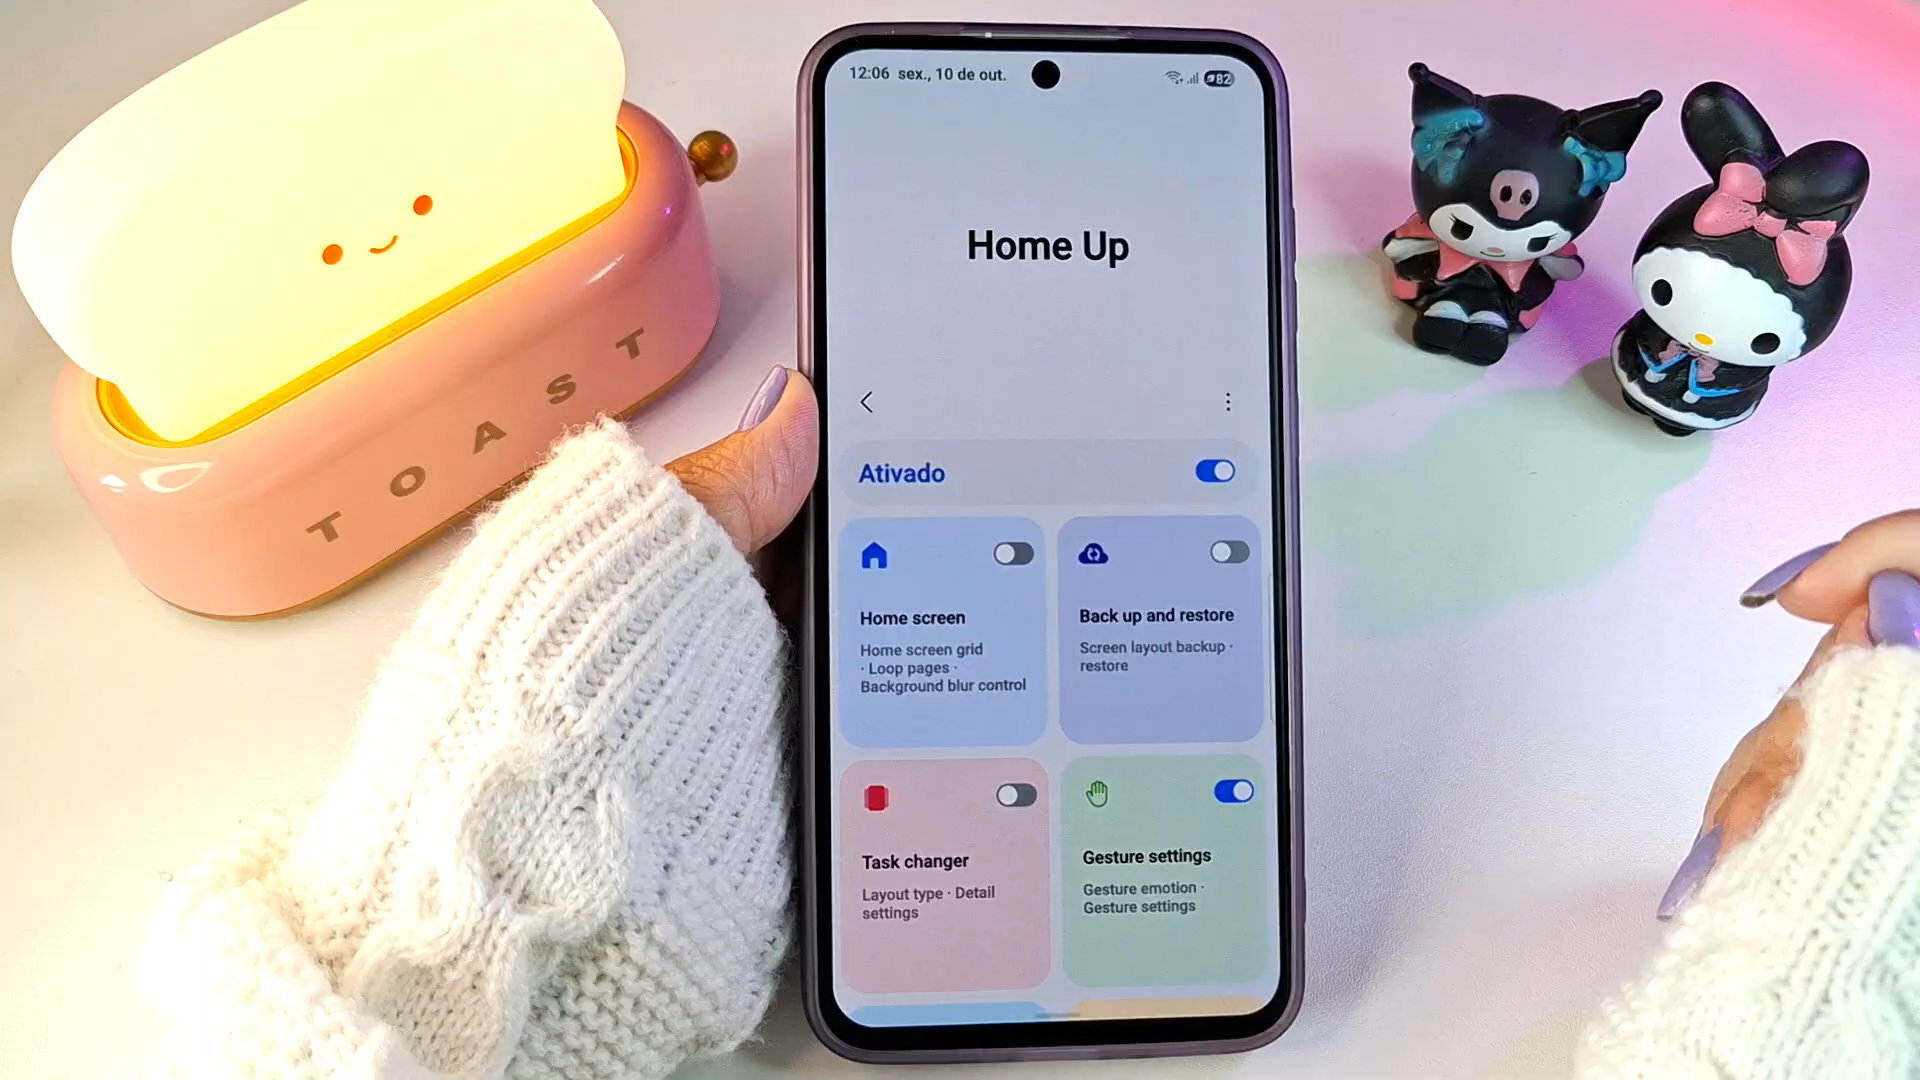 TOAST
12:06 sex., 10 de out.
82
Home Up
Ativado
Home screen
Home screen grid
· Loop pages ·
Background blur control
Back up and restore
Screen layout backup ·
restore
Task changer
Layout type · Detail
settings
Gesture settings
Gesture emotion ·
Gesture settings